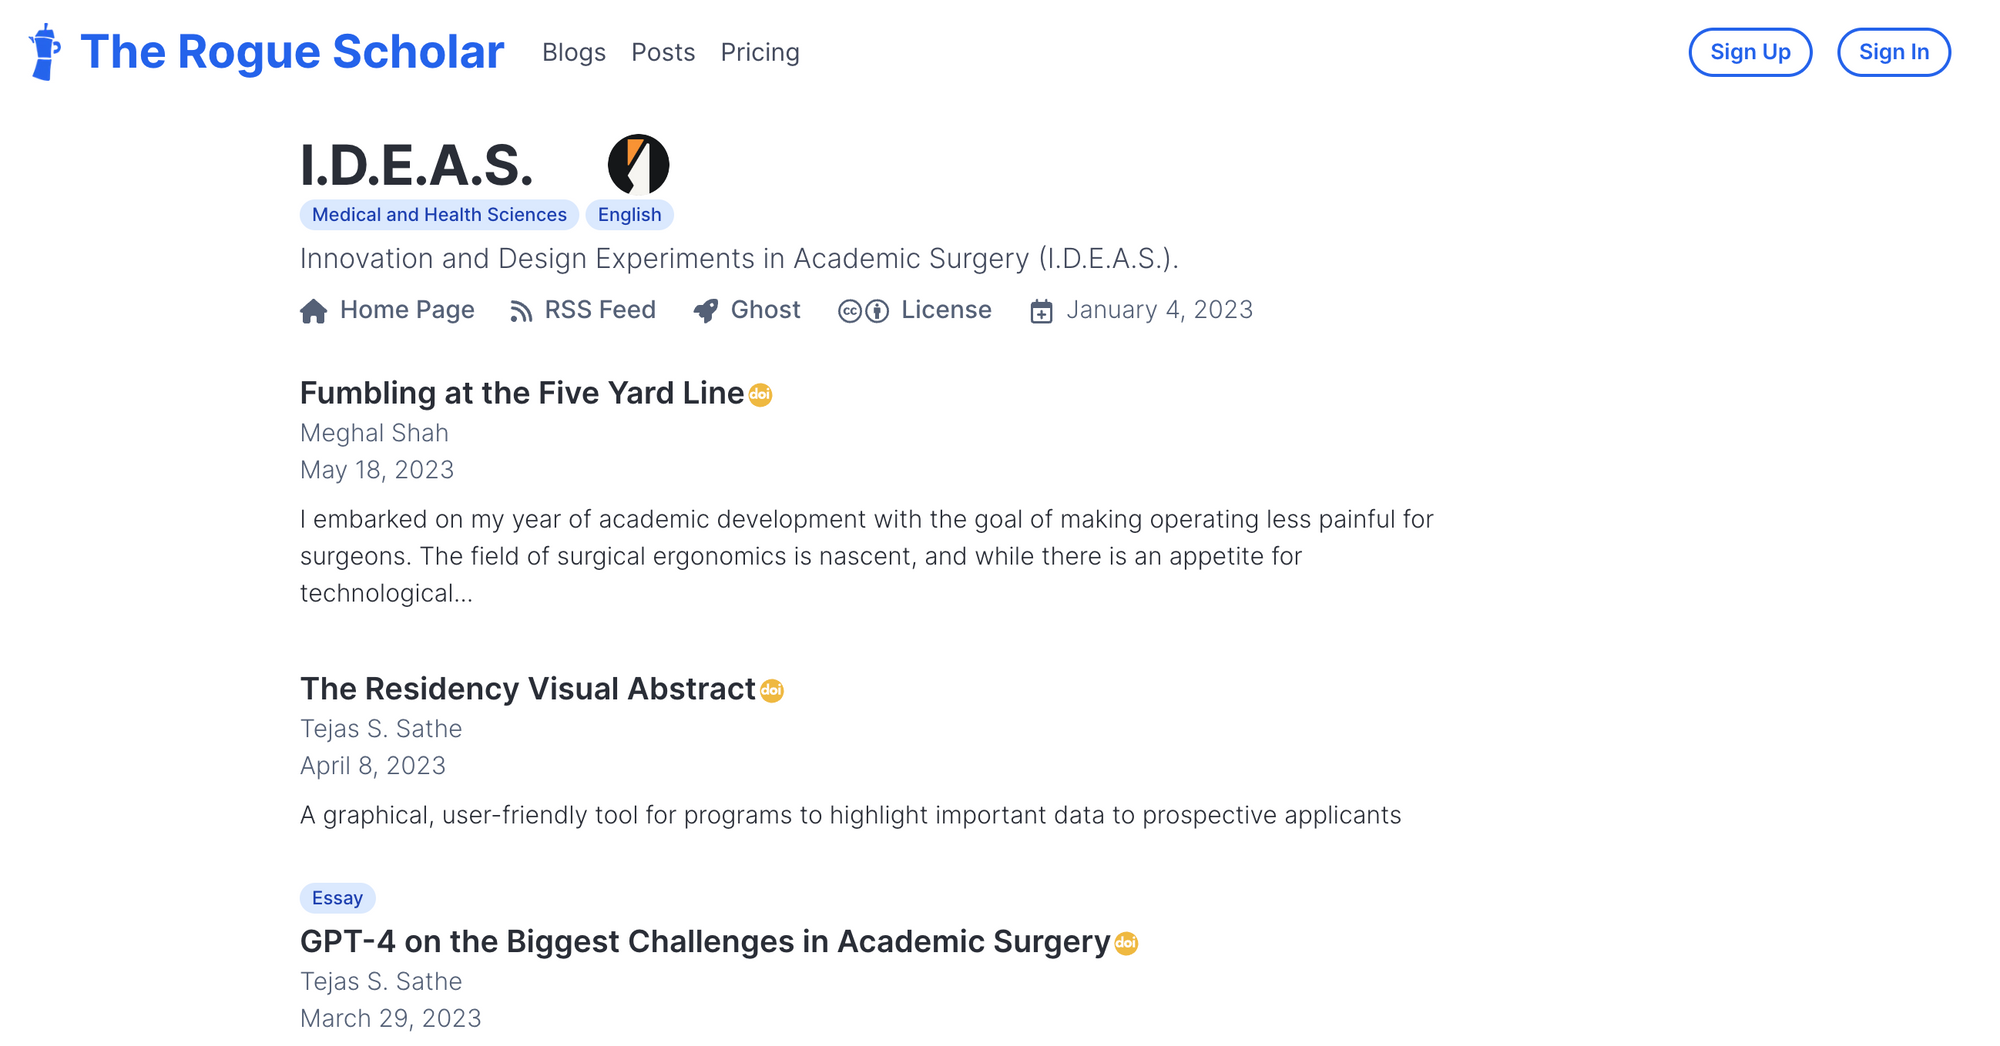 The Rogue Scholar Blogs Posts Pricing Sign Up Sign In
I.D.E.A.S.
Medical and Health Sciences English
Innovation and Design Experiments in Academic Surgery (I.D.E.A.S.).
Home Page RSS Feed Ghost cc License January 4, 2023
Fumbling at the Five Yard Line doi
Meghal Shah
May 18, 2023
I embarked on my year of academic development with the goal of making operating less painful for
surgeons. The field of surgical ergonomics is nascent, and while there is an appetite for
technological...
The Residency Visual Abstract doi
Tejas S. Sathe
April 8, 2023
A graphical, user-friendly tool for programs to highlight important data to prospective applicants
Essay
GPT-4 on the Biggest Challenges in Academic Surgery doi
Tejas S. Sathe
March 29, 2023